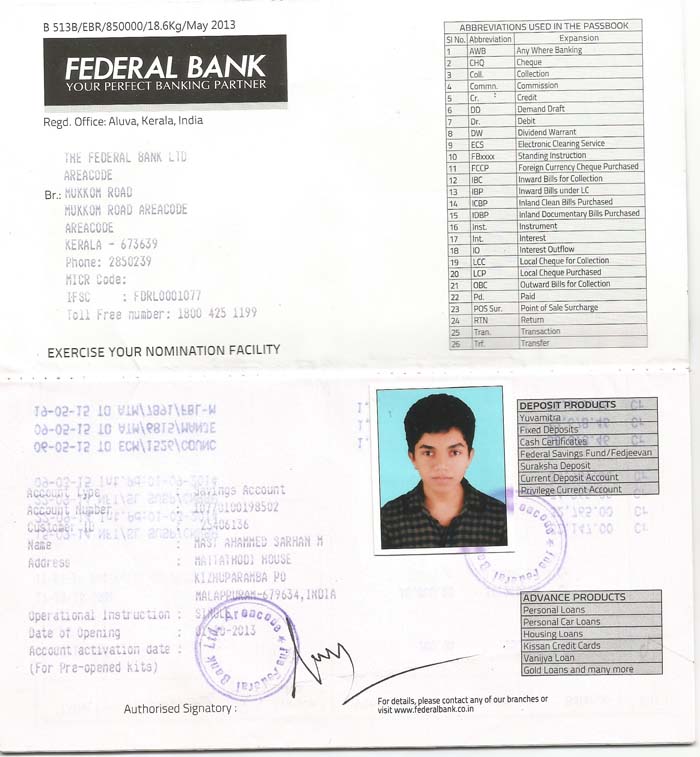 B 513B/EBR/850000/18.6Kg/May 2013
FEDERAL BANK
YOUR PERFECT BANKING PARTNER
Regd. Office: Aluva, Kerala, India
THE FEDERAL BANK LTD
AREACODE
Br.: MUKKOM ROAD
MUKKOM ROAD AREACODE
AREACODE
KERALA - 673639
Phone: 2850239
MICR Code:
IFSC : FDRL0001077
Toll Free number: 1800 425 1199
EXERCISE YOUR NOMINATION FACILITY
ABBREVIATIONS USED IN THE PASSBOOK
Sl No. Abbreviation Expansion
1 AWB Any Where Banking
2 CHQ Cheque
3 Coll. Collection
4 Commn. Commission
5 Cr. Credit
6 DD Demand Draft
7 Dr. Debit
8 DW Dividend Warrant
9 ECS Electronic Clearing Service
10 FBxxxx Standing Instruction
11 FCCP Foreign Currency Cheque Purchased
12 IBC Inward Bills for Collection
13 IBP Inward Bills under LC
14 ICBP Inland Clean Bills Purchased
15 IDBP Inland Documentary Bills Purchased
16 Inst. Instrument
17 Int. Interest
18 IO Interest Outflow
19 LCC Local Cheque for Collection
20 LCP Local Cheque Purchased
21 OBC Outward Bills for Collection
22 Pd. Paid
23 POS Sur. Point of Sale Surcharge
24 RTN Return
25 Tran. Transaction
26 Trf. Transfer
Account Type : Savings Account
Account Number : 10770100198502
Customer ID
Name : MAST AHAMMED SARHAN M
Address : MATTATHODI HOUSE
KIZHUPARAMBA PO
MALAPPURAM-679634, INDIA
Operational Instruction :
Date of Opening :
Account activation date :
(For Pre-opened kits)
Authorised Signatory :
DEPOSIT PRODUCTS
Yuvamitra
Fixed Deposits
Cash Certificates
Federal Savings Fund/Fedjeevan
Suraksha Deposit
Current Deposit Account
Privilege Current Account
ADVANCE PRODUCTS
Personal Loans
Personal Car Loans
Housing Loans
Kissan Credit Cards
Vanijya Loan
Gold Loans and many more
For details, please contact any of our branches or
visit www.federalbank.co.in